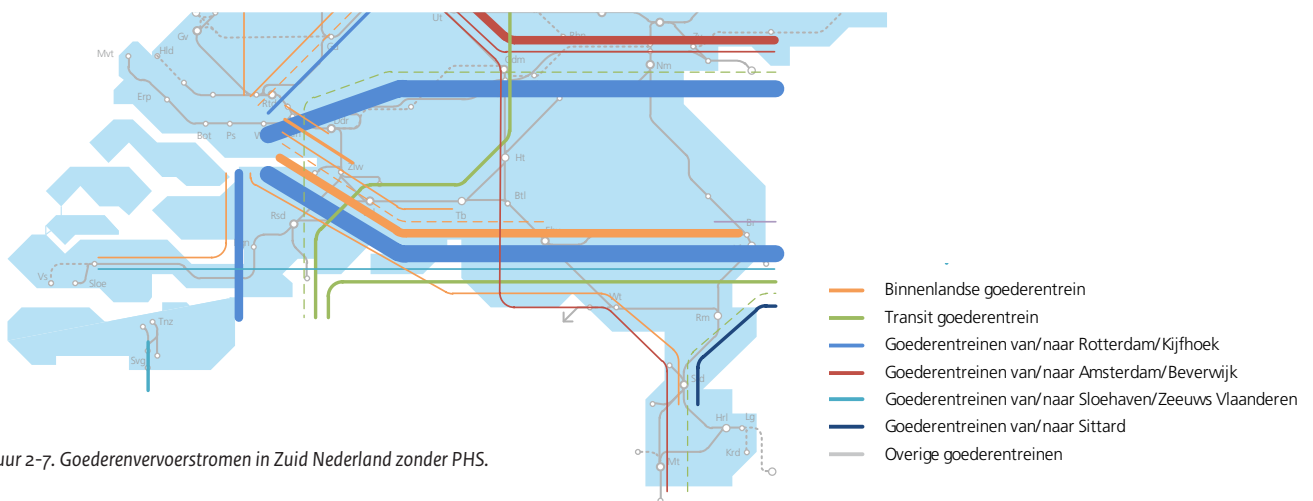 Ut
Gv
Mvt
Hld
Gdm
Nm
Erp
Rtd
Bot
Ps
Ddr
Zlw
Ht
Btl
Tb
Rsd
Vs
Sloe
Wt
Rm
Tnz
Svg
Std
Hrl
Lg
Krd
Mt
Binnenlandse goederentrein
Transit goederentrein
Goederentreinen van/naar Rotterdam/Kijfhoek
Goederentreinen van/naar Amsterdam/Beverwijk
Goederentreinen van/naar Sloehaven/Zeeuws Vlaanderen
Goederentreinen van/naar Sittard
Overige goederentreinen
uur 2-7. Goederenvervoerstromen in Zuid Nederland zonder PHS.